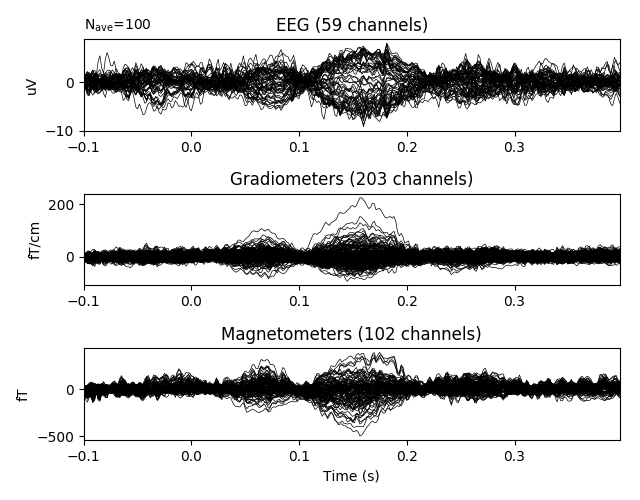 N_ave=100
EEG (59 channels)
uV
0
−10
−0.1 0.0 0.1 0.2 0.3
Gradiometers (203 channels)
fT/cm
200
0
−0.1 0.0 0.1 0.2 0.3
Magnetometers (102 channels)
fT
0
−500
−0.1 0.0 0.1 0.2 0.3
Time (s)